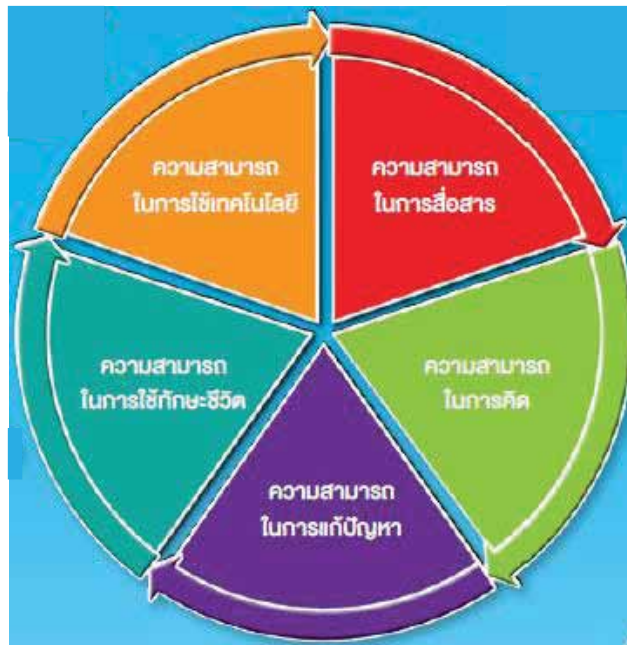 ความสามารถ
ในการสื่อสาร
ความสามารถ
ในการคิด
ความสามารถ
ในการแก้ปัญหา
ความสามารถ
ในการใช้ทักษะชีวิต
ความสามารถ
ในการใช้เทคโนโลยี